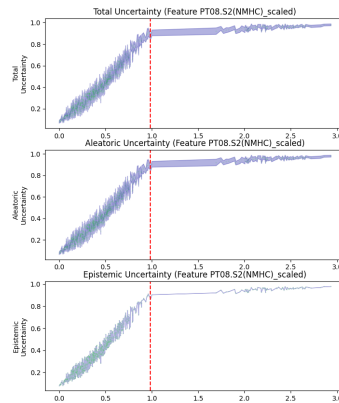 Total Uncertainty (Feature PT08.S2(NMHC)_scaled)
1.0
0.8
0.6
0.4
0.2
Total
Uncertainty
0.0 0.5 1.0 1.5 2.0 2.5 3.0
Aleatoric Uncertainty (Feature PT08.S2(NMHC)_scaled)
1.0
0.8
0.6
0.4
0.2
Aleatoric
Uncertainty
0.0 0.5 1.0 1.5 2.0 2.5 3.0
Epistemic Uncertainty (Feature PT08.S2(NMHC)_scaled)
1.0
0.8
0.6
0.4
0.2
Epistemic
Uncertainty
0.0 0.5 1.0 1.5 2.0 2.5 3.0